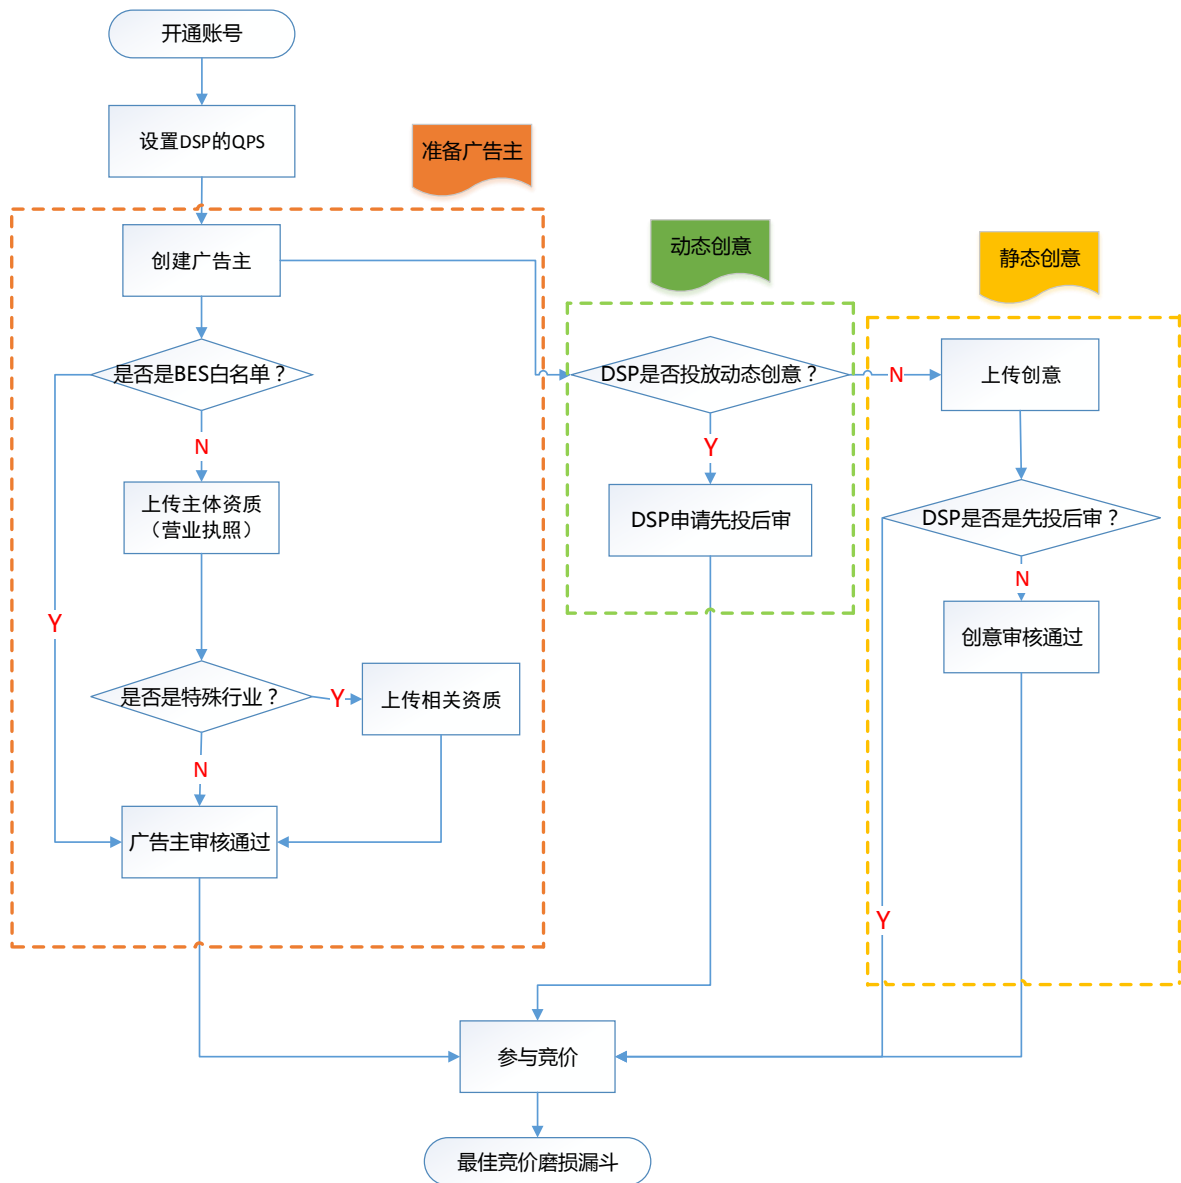 开通账号
设置DSP的QPS
准备广告主
创建广告主
动态创意
静态创意
是否是BES白名单？
DSP是否投放动态创意？
N
上传创意
N
Y
上传主体资质
（营业执照）
DSP申请先投后审
DSP是否是先投后审？
N
Y
创意审核通过
是否是特殊行业？
Y
上传相关资质
N
广告主审核通过
Y
参与竞价
最佳竞价磨损漏斗